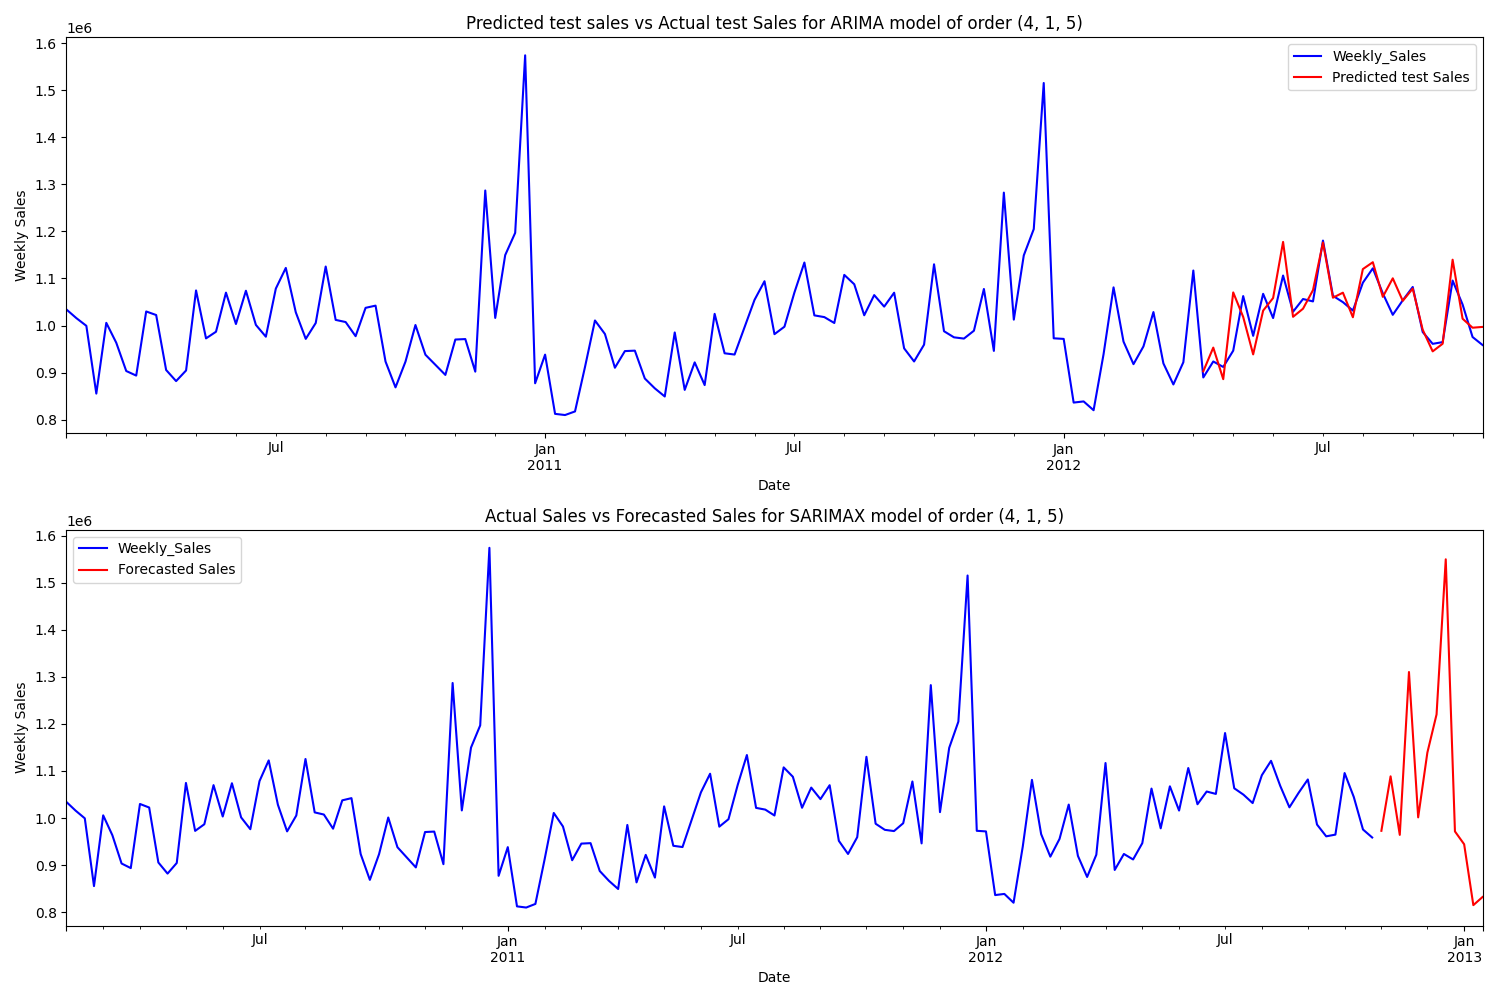 Predicted test sales vs Actual test Sales for ARIMA model of order (4, 1, 5)
1e6
1.6
1.5
1.4
1.3
1.2
1.1
1.0
0.9
0.8
Weekly Sales
Weekly_Sales
Predicted test Sales
Jul
Jan
2011
Jul
Jan
2012
Jul
Date
Actual Sales vs Forecasted Sales for SARIMAX model of order (4, 1, 5)
1e6
1.6
1.5
1.4
1.3
1.2
1.1
1.0
0.9
0.8
Weekly Sales
Weekly_Sales
Forecasted Sales
Jul
Jan
2011
Jul
Jan
2012
Jul
Jan
2013
Date